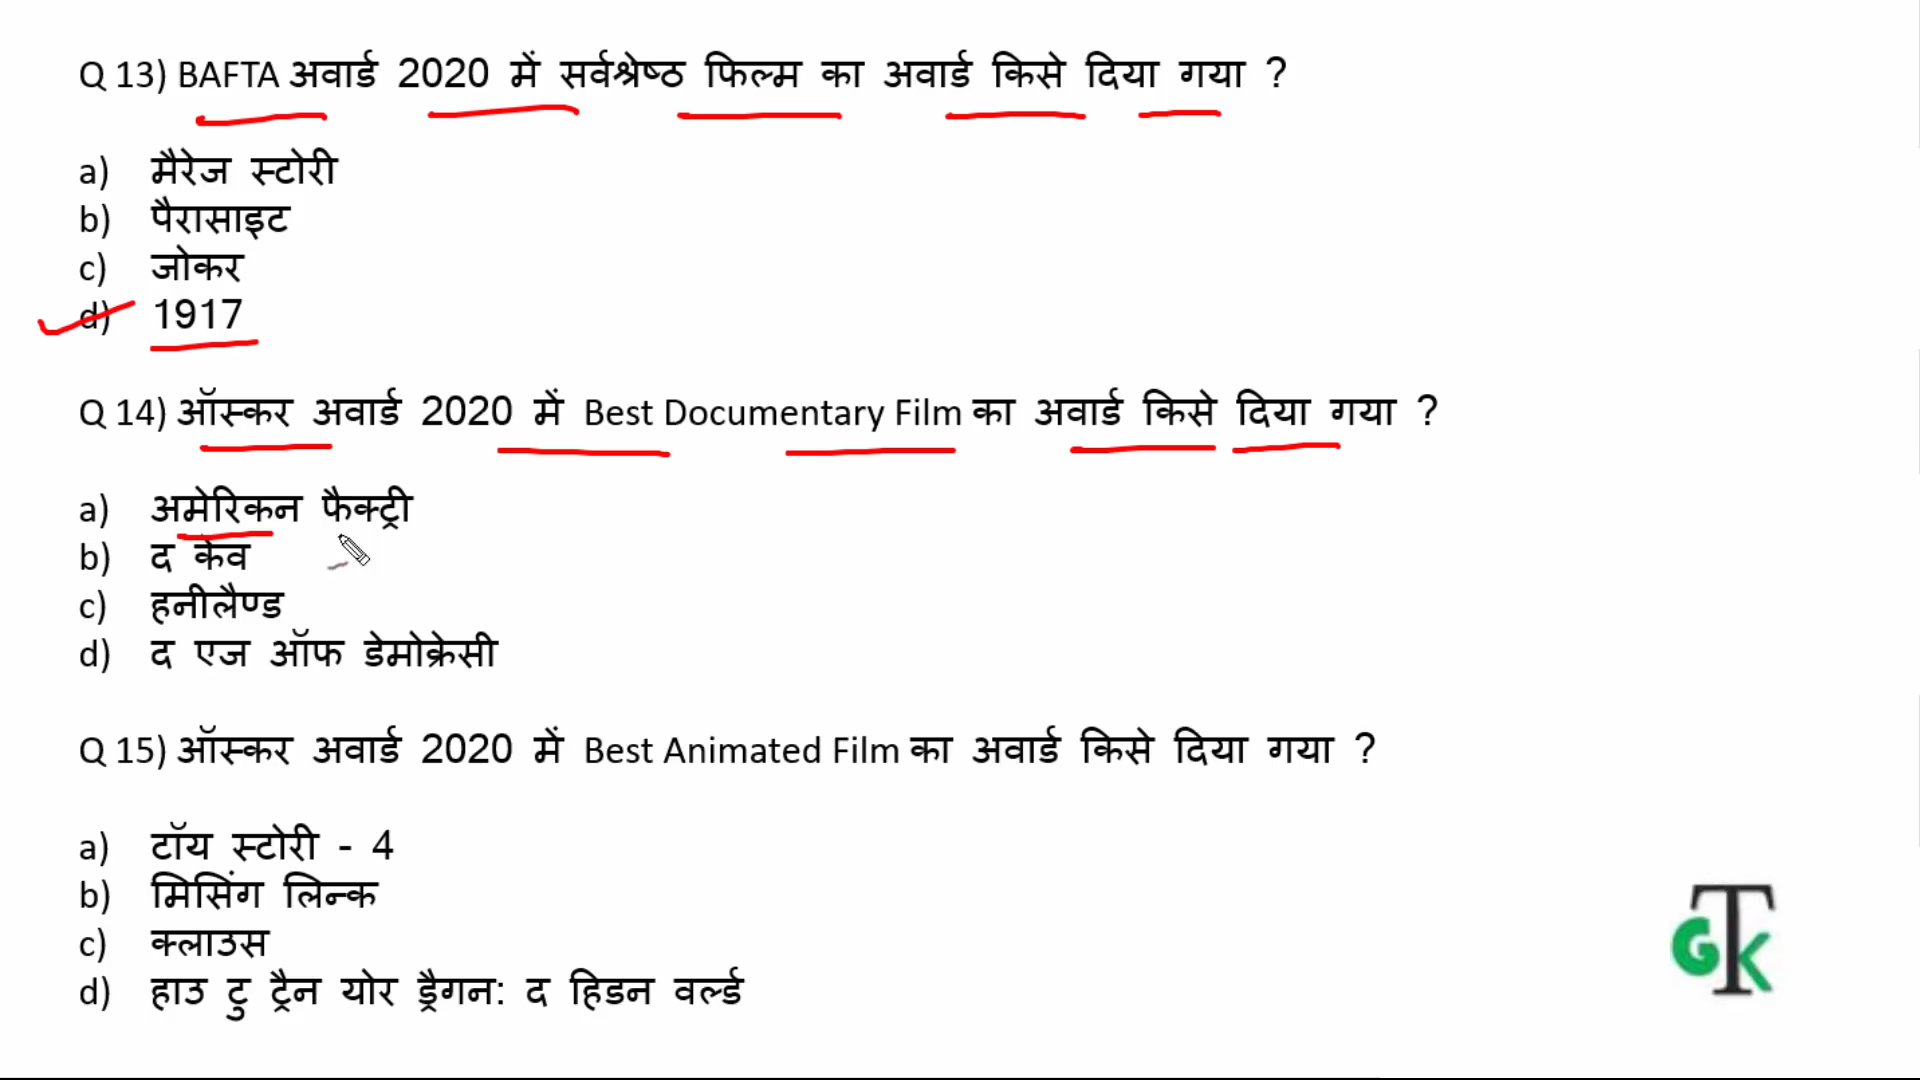 Q 13) BAFTA अवार्ड 2020 में सर्वश्रेष्ठ फिल्म का अवार्ड किसे दिया गया ?
a) मैरेज स्टोरी
b) पैरासाइट
c) जोकर
d) 1917
Q 14) ऑस्कर अवार्ड 2020 में Best Documentary Film का अवार्ड किसे दिया गया ?
a) अमेरिकन फैक्ट्री
b) द केव
c) हनीलैण्ड
d) द एज ऑफ डेमोक्रेसी
Q 15) ऑस्कर अवार्ड 2020 में Best Animated Film का अवार्ड किसे दिया गया ?
a) टॉय स्टोरी - 4
b) मिसिंग लिन्क
c) क्लाउस
d) हाउ टु ट्रैन योर ड्रैगन: द हिडन वर्ल्ड
GTK